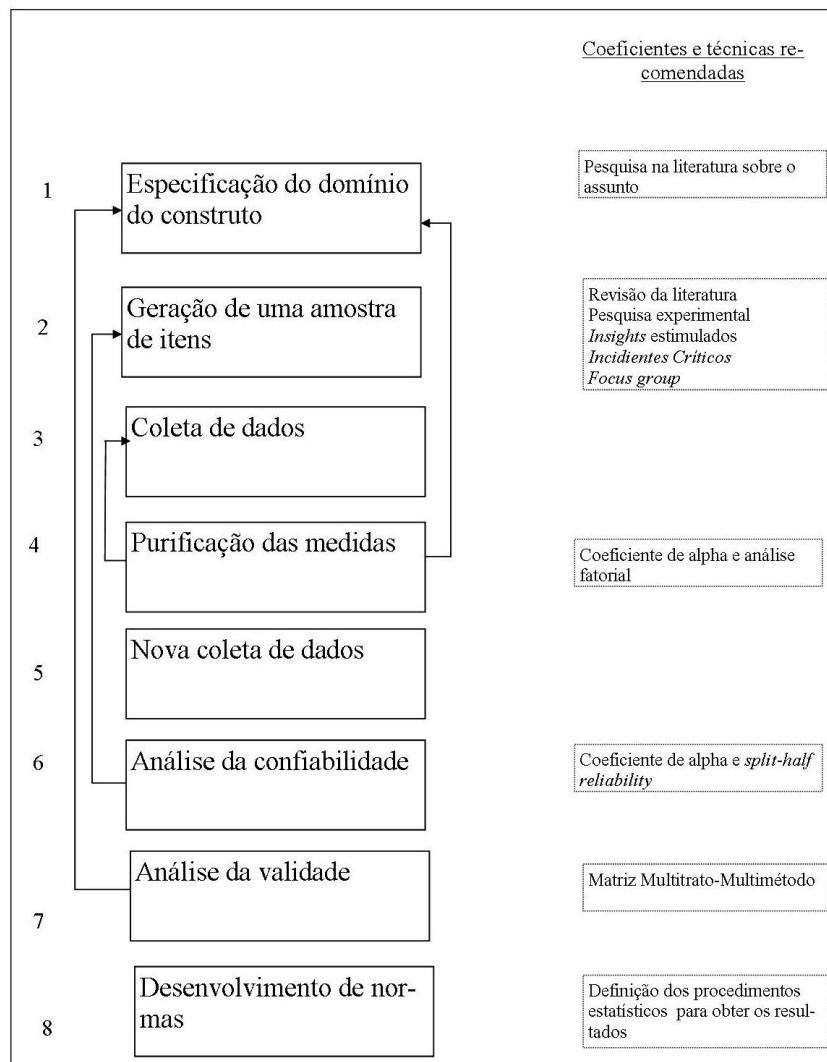 Coeficientes e técnicas re-
comendadas
1
Especificação do domínio
do construto
Pesquisa na literatura sobre o
assunto
2
Geração de uma amostra
de itens
Revisão da literatura
Pesquisa experimental
Insights estimulados
Incidientes Críticos
Focus group
3
Coleta de dados
4
Purificação das medidas
Coeficiente de alpha e análise
fatorial
5
Nova coleta de dados
6
Análise da confiabilidade
Coeficiente de alpha e split-half
reliability
7
Análise da validade
Matriz Multitrato-Multimétodo
8
Desenvolvimento de nor-
mas
Definição dos procedimentos
estatísticos para obter os resul-
tados